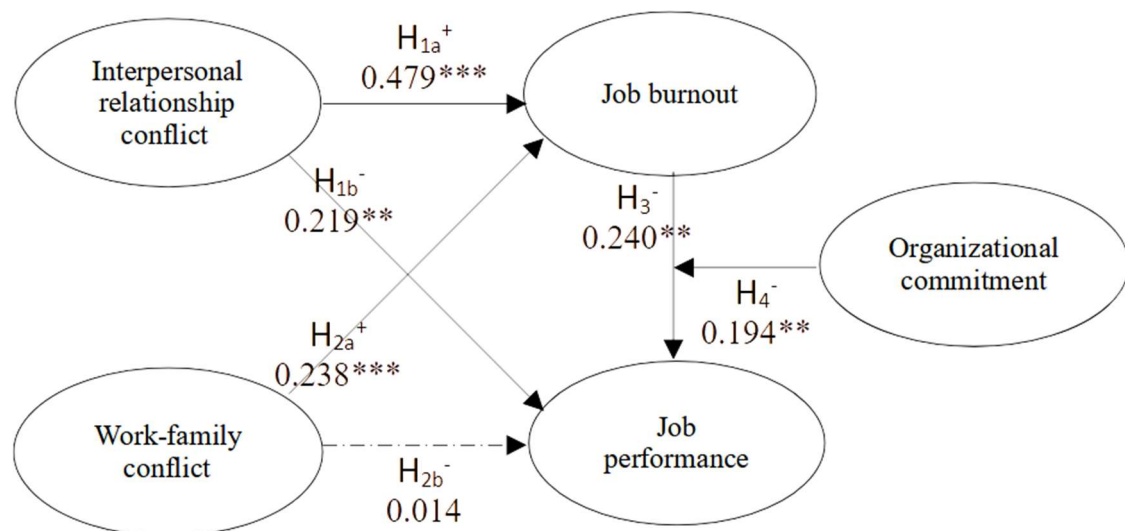 Interpersonal
relationship
conflict
H₁ₐ⁺
0.479***
Job burnout
H₁b⁻
0.219**
H₃⁻
0.240**
Organizational
commitment
H₄⁻
0.194**
H₂ₐ⁺
0.238***
Work-family
conflict
H₂b⁻
0.014
Job
performance